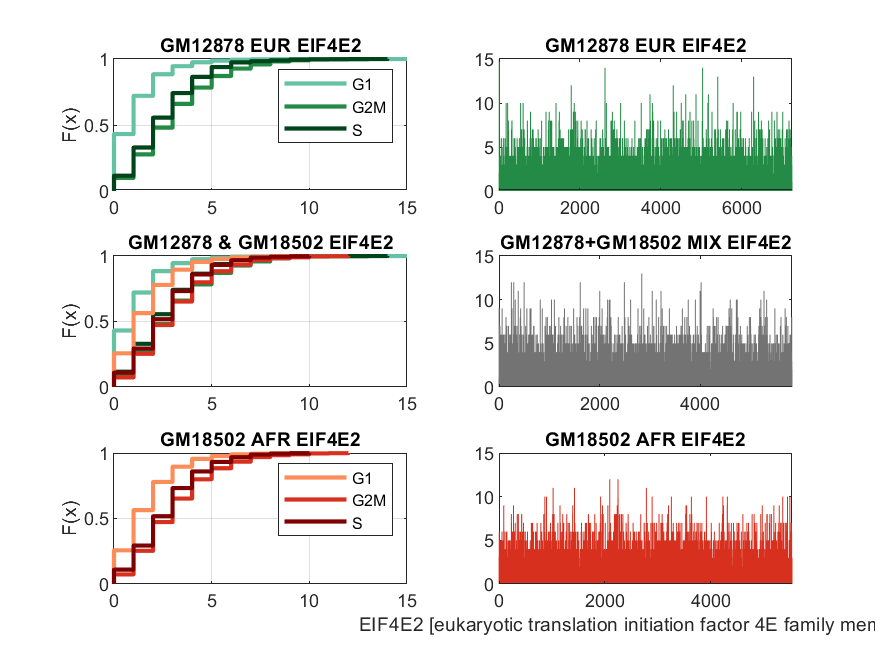 GM12878 EUR EIF4E2
F(x)
1
0.5
0
0 5 10 15
G1
G2M
S
GM12878 EUR EIF4E2
15
10
5
0
0 2000 4000 6000
GM12878 & GM18502 EIF4E2
F(x)
1
0.5
0
0 5 10 15
GM12878+GM18502 MIX EIF4E2
15
10
5
0
0 2000 4000
GM18502 AFR EIF4E2
F(x)
1
0.5
0
0 5 10 15
G1
G2M
S
GM18502 AFR EIF4E2
15
10
5
0
0 2000 4000
EIF4E2 [eukaryotic translation initiation factor 4E family mem